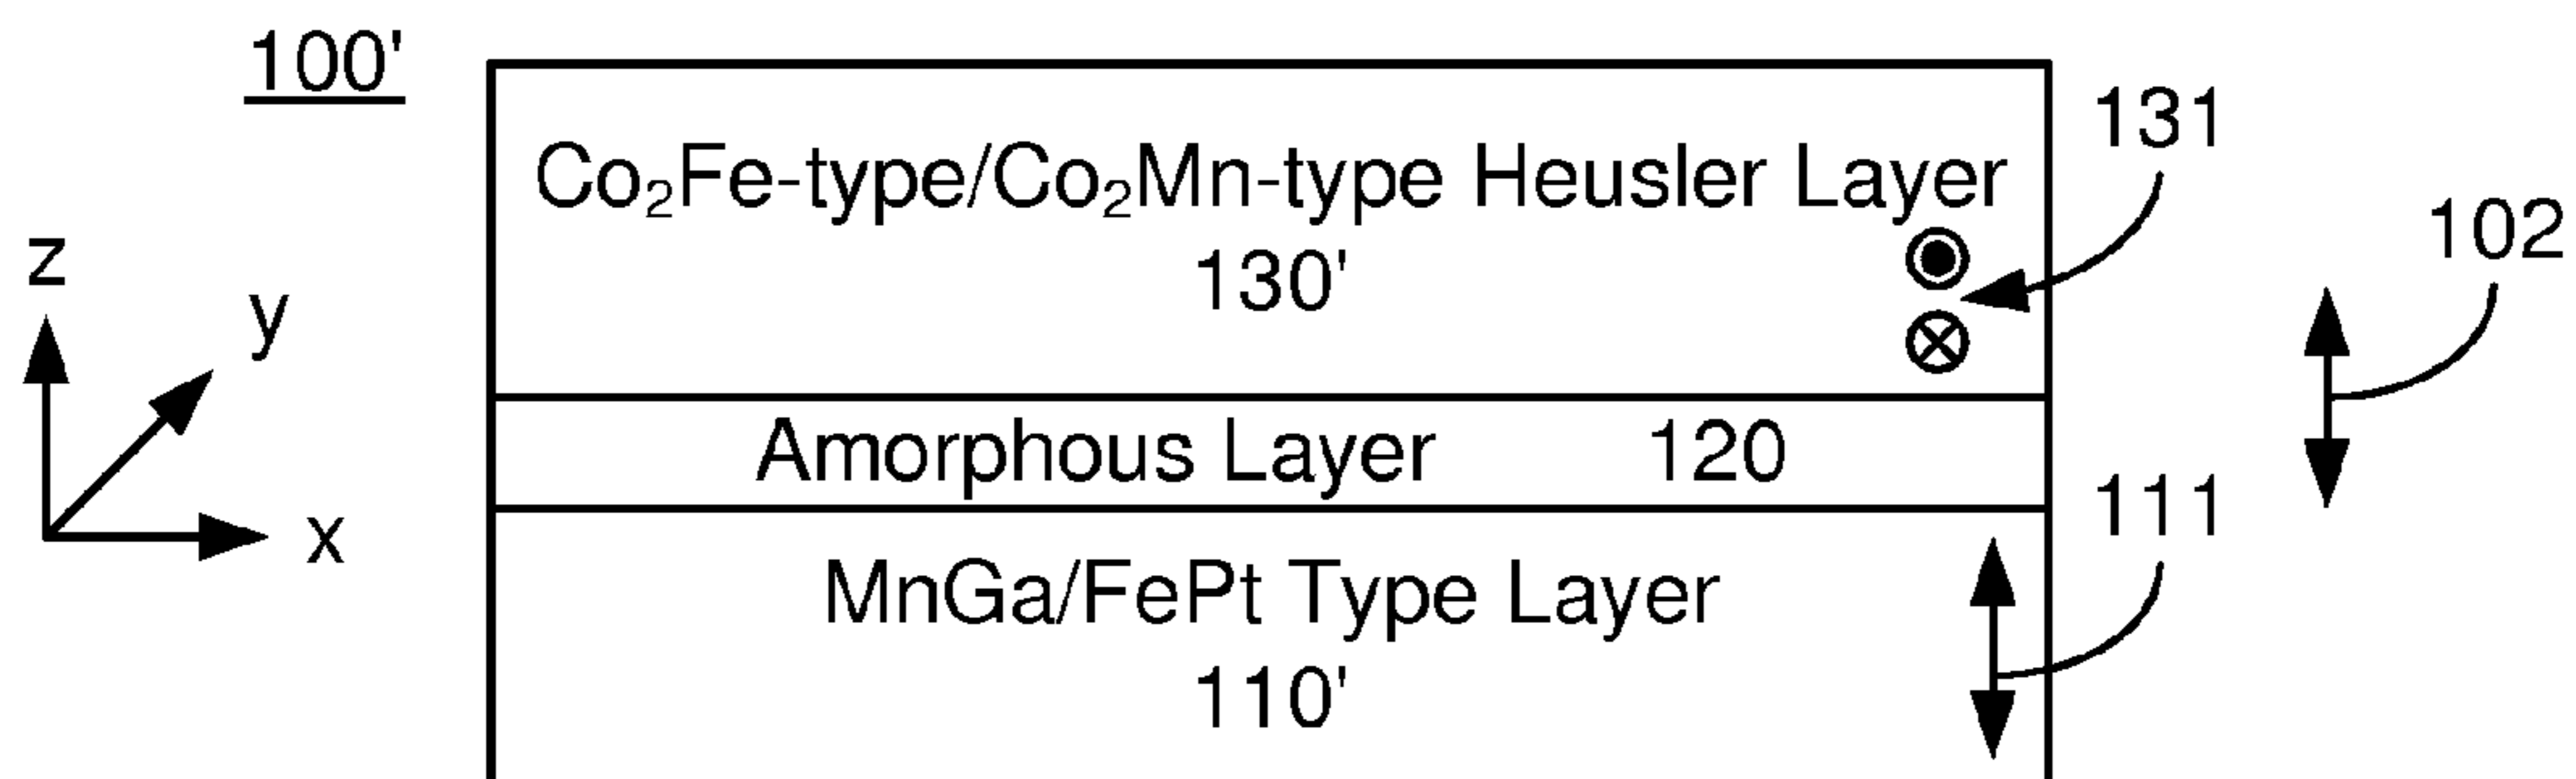 100'
Co₂Fe-type/Co₂Mn-type Heusler Layer
130'
131
102
z
y
x
Amorphous Layer 120
111
MnGa/FePt Type Layer
110'